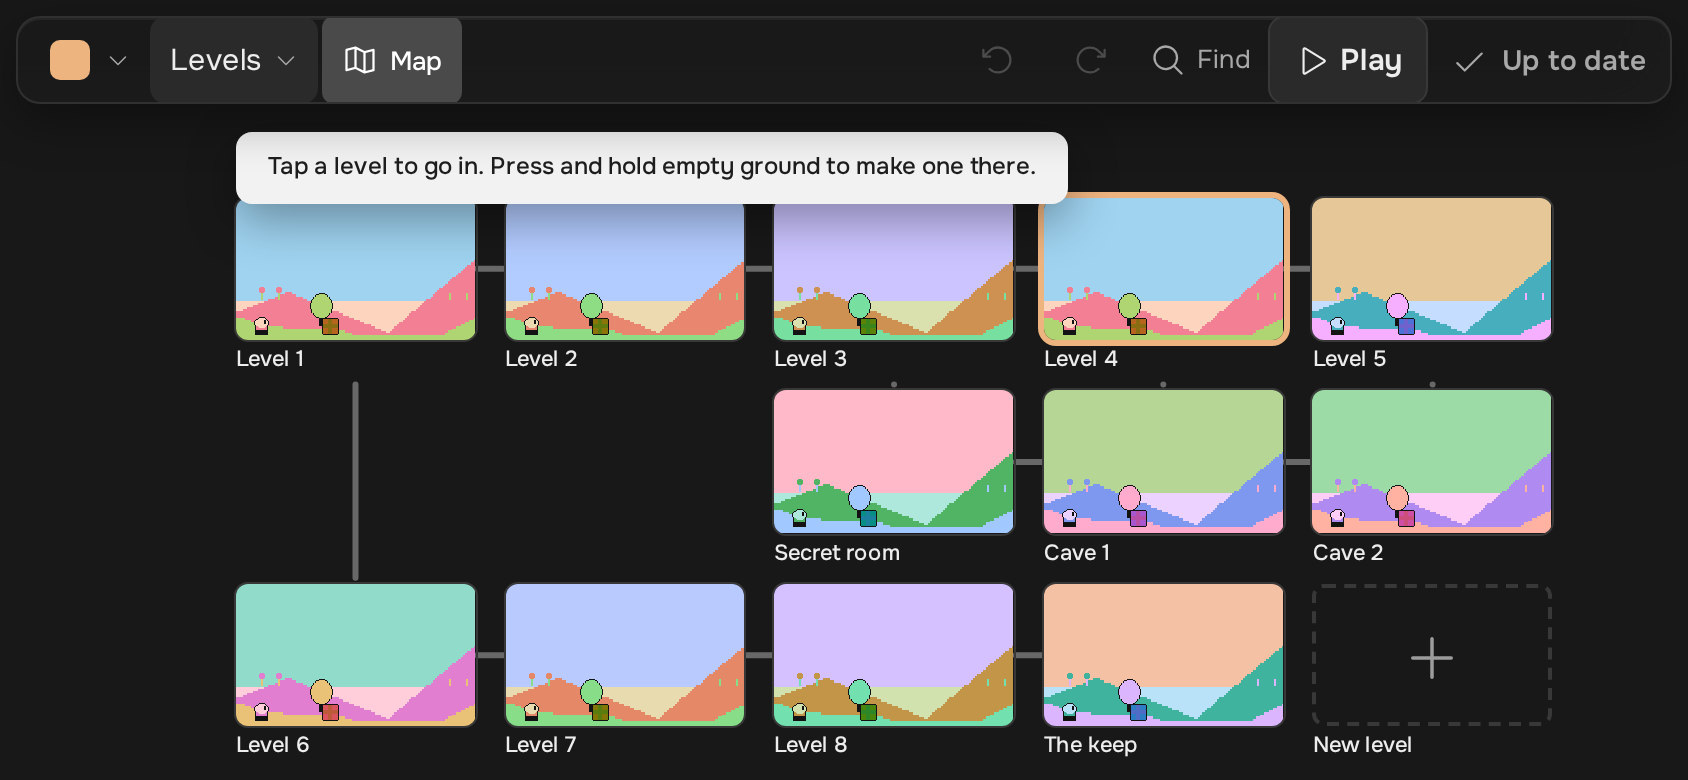 Levels
Map
Find
Play
Up to date
Tap a level to go in. Press and hold empty ground to make one there.
Level 1
Level 2
Level 3
Level 4
Level 5
Secret room
Cave 1
Cave 2
Level 6
Level 7
Level 8
The keep
New level